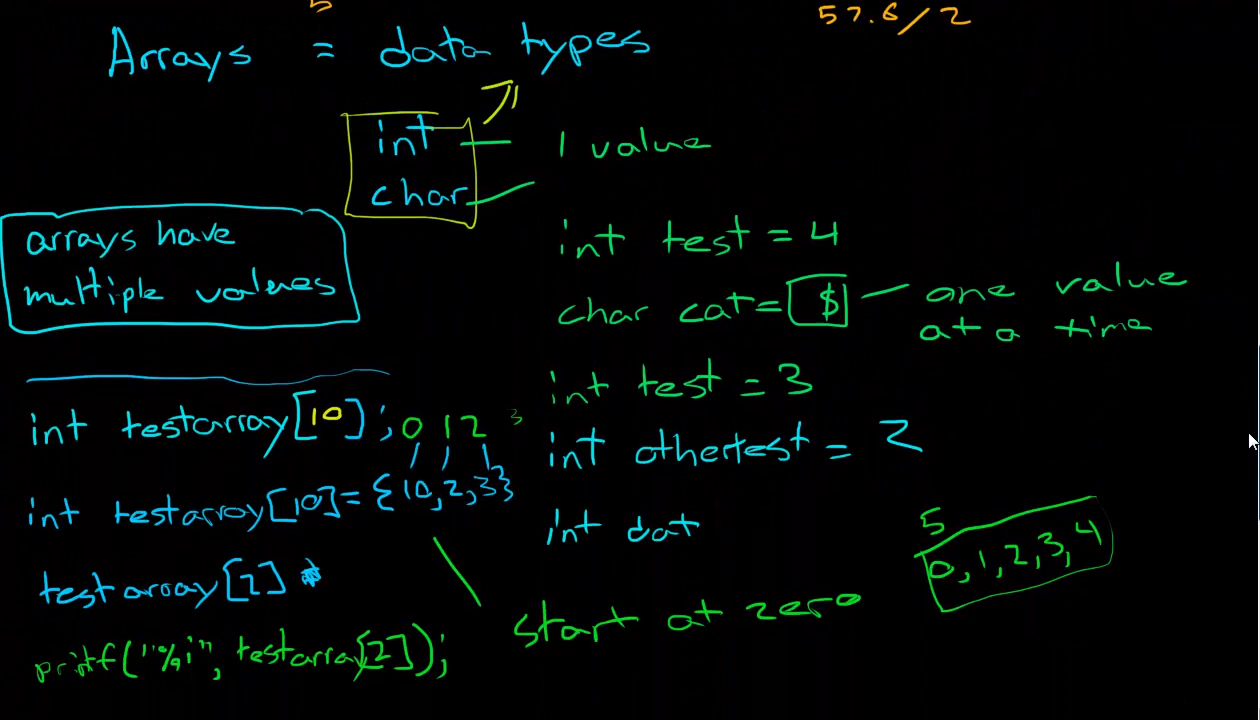 5
57.6/2
Arrays = data types
int
char
1 value
arrays have
multiple values
int test = 4
char cat = $
one value
at a time
int test = 3
int testarray[10];
0 1 2 3
int othertest = 2
int testarray[10] = {10,2,3}
int dat
5
0,1,2,3,4
testarray[2]
start at zero
printf("%i", testarray[2]);